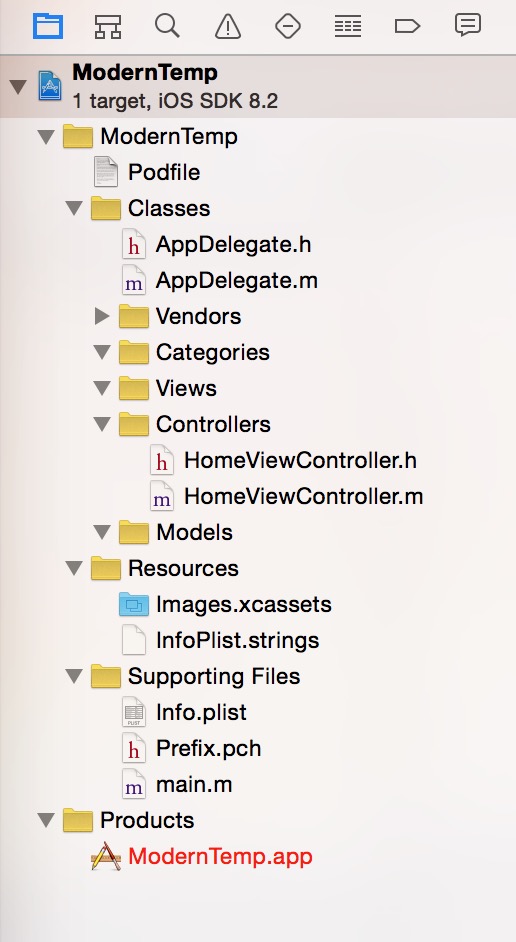 ModernTemp
1 target, iOS SDK 8.2
ModernTemp
Podfile
Classes
h AppDelegate.h
m AppDelegate.m
Vendors
Categories
Views
Controllers
h HomeViewController.h
m HomeViewController.m
Models
Resources
Images.xcassets
InfoPlist.strings
Supporting Files
PLIST Info.plist
h Prefix.pch
m main.m
Products
ModernTemp.app